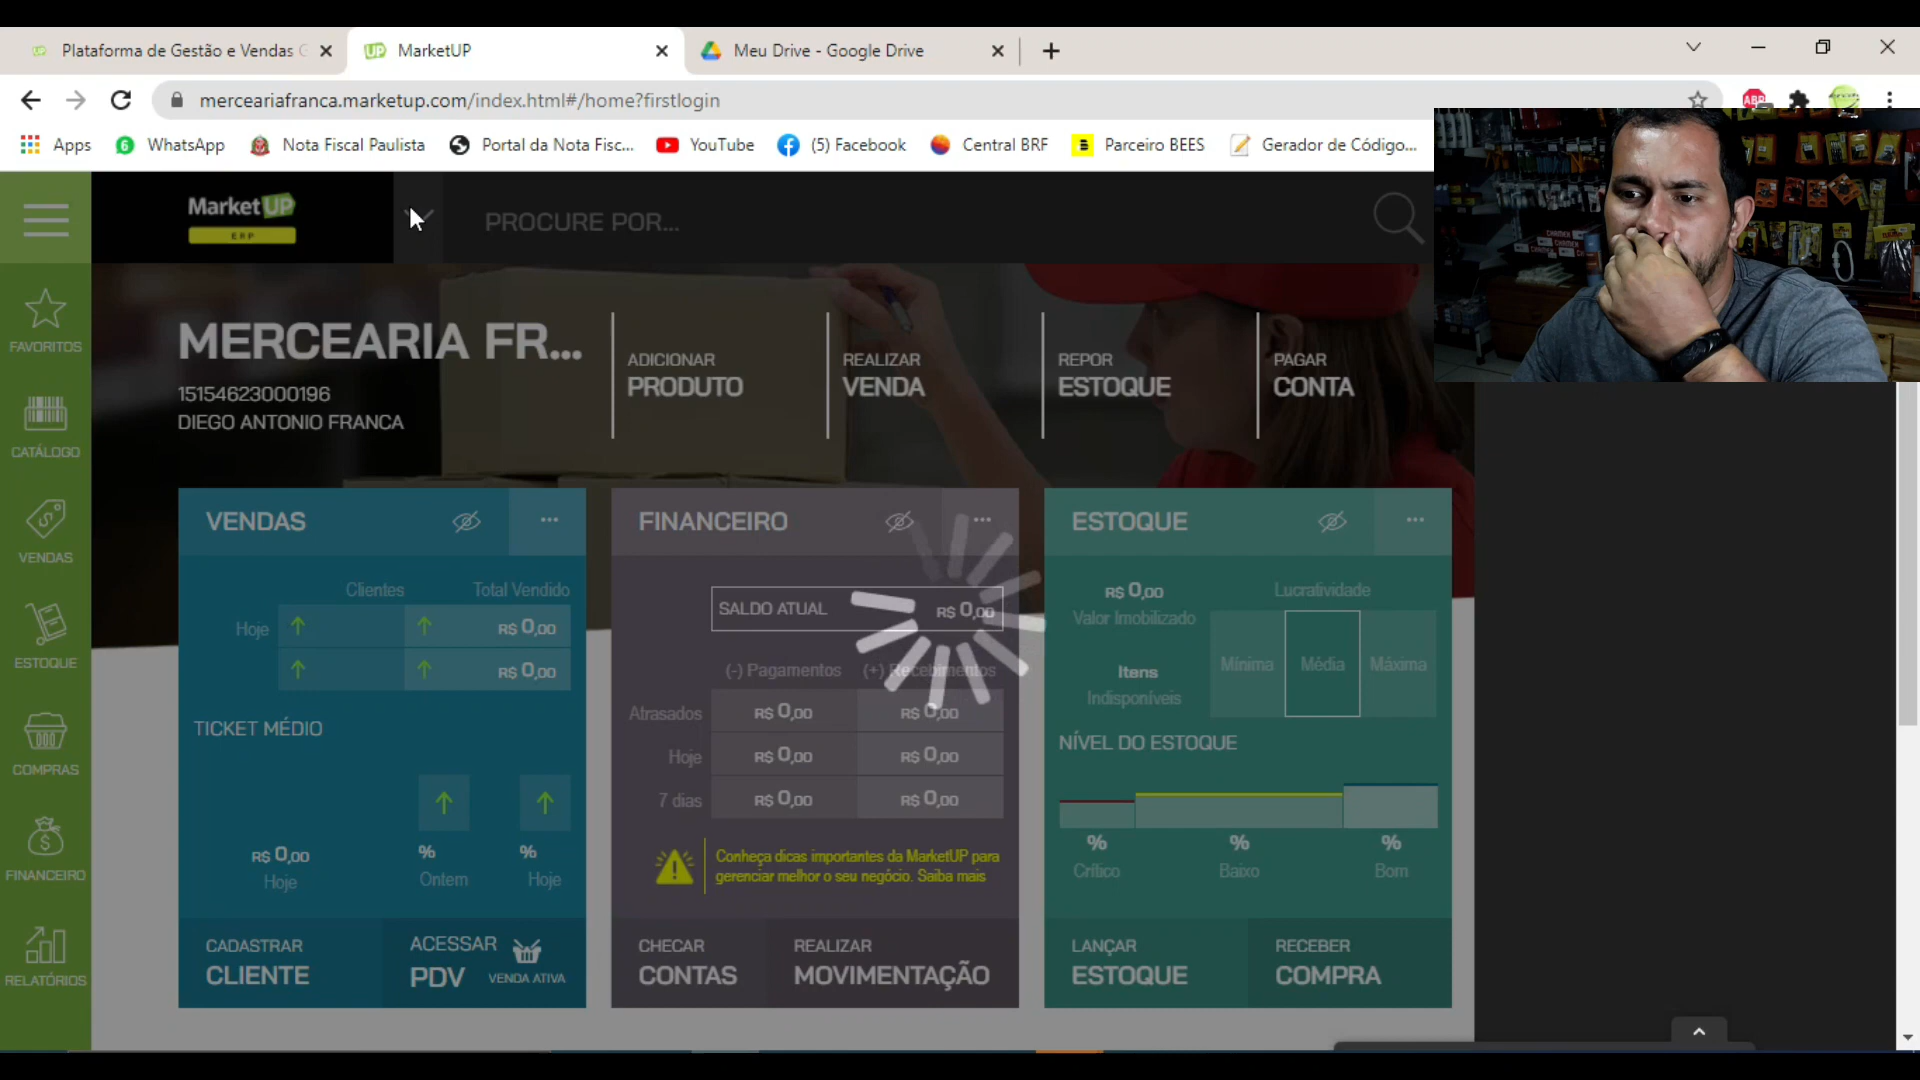 Plataforma de Gestão e Vendas G
MarketUP
Meu Drive - Google Drive
merceariafranca.marketup.com/index.html#/home?firstlogin
ABP
Apps
6
WhatsApp
Nota Fiscal Paulista
Portal da Nota Fisc...
YouTube
(5) Facebook
Central BRF
Parceiro BEES
Gerador de Código...
MarketUP
ERP
PROCURE POR...
FAVORITOS
CATÁLOGO
VENDAS
ESTOQUE
COMPRAS
FINANCEIRO
RELATÓRIOS
MERCEARIA FR...
15154623000196
DIEGO ANTONIO FRANCA
ADICIONAR
PRODUTO
REALIZAR
VENDA
REPOR
ESTOQUE
PAGAR
CONTA
VENDAS
Clientes Total Vendido
Hoje R$ 0,00
R$ 0,00
TICKET MÉDIO
R$ 0,00 % %
Hoje Ontem Hoje
CADASTRAR
CLIENTE
ACESSAR
PDV
VENDA ATIVA
FINANCEIRO
SALDO ATUAL R$ 0,00
(-) Pagamentos (+) Recebimentos
Atrasados R$ 0,00 R$ 0,00
Hoje R$ 0,00 R$ 0,00
7 dias R$ 0,00 R$ 0,00
Conheça dicas importantes da MarketUP para
gerenciar melhor o seu negócio. Saiba mais
CHECAR
CONTAS
REALIZAR
MOVIMENTAÇÃO
ESTOQUE
R$ 0,00
Valor Imobilizado
Lucratividade
Itens
Indisponíveis
Mínima Média Máxima
NÍVEL DO ESTOQUE
% % %
Crítico Baixo Bom
LANÇAR
ESTOQUE
RECEBER
COMPRA